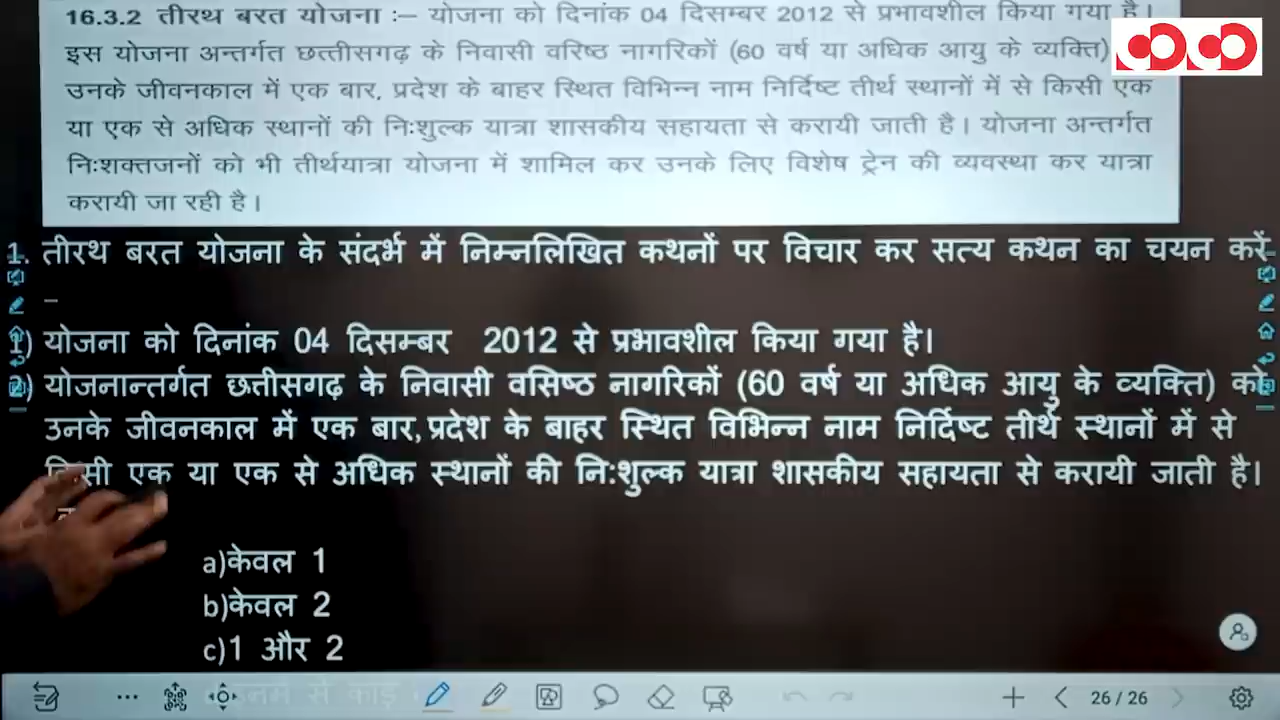 16.3.2 तीरथ बरत योजना :– योजना को दिनांक 04 दिसम्बर 2012 से प्रभावशील किया गया है।
इस योजना अन्तर्गत छत्तीसगढ़ के निवासी वरिष्ठ नागरिकों (60 वर्ष या अधिक आयु के व्यक्ति)
उनके जीवनकाल में एक बार, प्रदेश के बाहर स्थित विभिन्न नाम निर्दिष्ट तीर्थ स्थानों में से किसी एक
या एक से अधिक स्थानों की निःशुल्क यात्रा शासकीय सहायता से करायी जाती है। योजना अन्तर्गत
निःशक्तजनों को भी तीर्थयात्रा योजना में शामिल कर उनके लिए विशेष ट्रेन की व्यवस्था कर यात्रा
करायी जा रही है।
1. तीरथ बरत योजना के संदर्भ में निम्नलिखित कथनों पर विचार कर सत्य कथन का चयन करें
–
1) योजना को दिनांक 04 दिसम्बर 2012 से प्रभावशील किया गया है।
2) योजनान्तर्गत छत्तीसगढ़ के निवासी वसिष्ठ नागरिकों (60 वर्ष या अधिक आयु के व्यक्ति) को
उनके जीवनकाल में एक बार, प्रदेश के बाहर स्थित विभिन्न नाम निर्दिष्ट तीर्थ स्थानों में से
किसी एक या एक से अधिक स्थानों की नि:शुल्क यात्रा शासकीय सहायता से करायी जाती है।
a)केवल 1
b)केवल 2
c)1 और 2
26/26